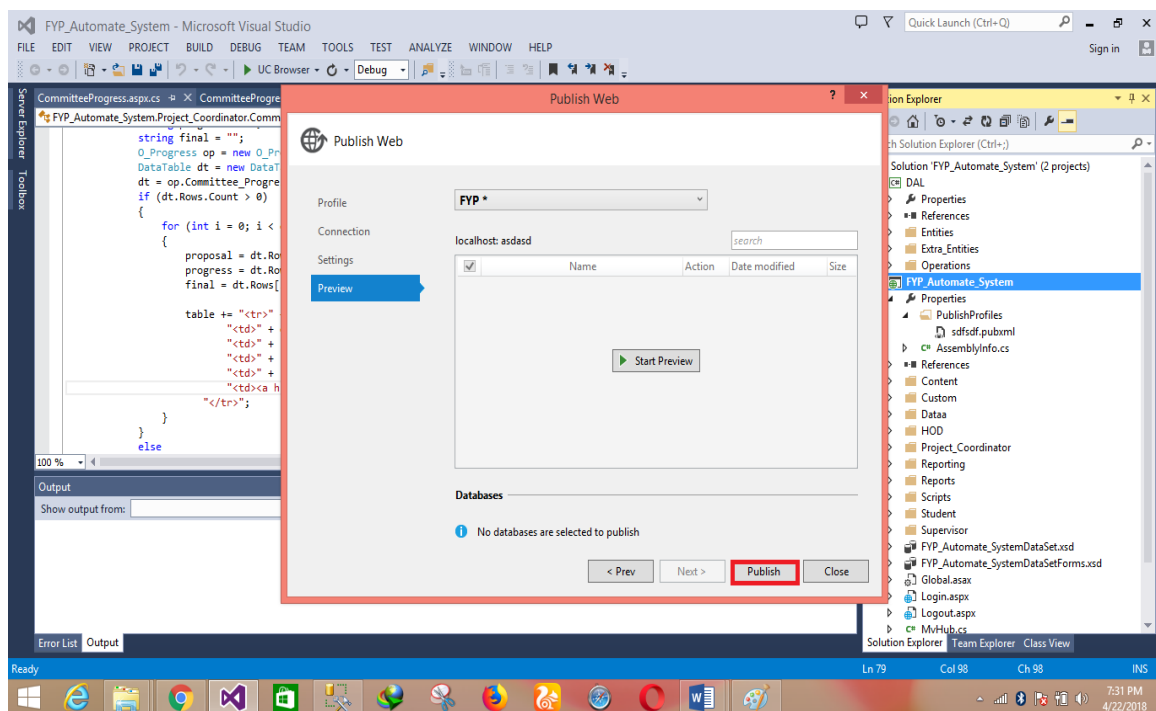 FYP_Automate_System - Microsoft Visual Studio
Quick Launch (Ctrl+Q)
FILE EDIT VIEW PROJECT BUILD DEBUG TEAM TOOLS TEST ANALYZE WINDOW HELP
Sign in
UC Browser Debug
Server Explorer
Toolbox
CommitteeProgress.aspx.cs CommitteeProgre
FYP_Automate_System.Project_Coordinator.Comm
string final = "";
O_Progress op = new O_Pr
DataTable dt = new DataT
dt = op.Committee_Progre
if (dt.Rows.Count > 0)
{
for (int i = 0; i <
{
proposal = dt.Ro
progress = dt.Ro
final = dt.Rows[
table += "<tr>"
"<td>" +
"<td>" +
"<td>" +
"<td>" +
"<td><a h
"</tr>";
}
}
else
100 %
Output
Show output from:
Error List Output
Publish Web
? ×
Publish Web
Profile
Connection
Settings
Preview
FYP *
localhost: asdasd
search
Name Action Date modified Size
Start Preview
Databases
No databases are selected to publish
< Prev Next > Publish Close
ion Explorer
ch Solution Explorer (Ctrl+;)
Solution 'FYP_Automate_System' (2 projects)
DAL
Properties
References
Entities
Extra_Entities
Operations
FYP_Automate_System
Properties
PublishProfiles
sdfsdf.pubxml
AssemblyInfo.cs
References
Content
Custom
Dataa
HOD
Project_Coordinator
Reporting
Reports
Scripts
Student
Supervisor
FYP_Automate_SystemDataSet.xsd
FYP_Automate_SystemDataSetForms.xsd
Global.asax
Login.aspx
Logout.aspx
MyHub.cs
Solution Explorer Team Explorer Class View
Ready Ln 79 Col 98 Ch 98 INS
7:31 PM
4/22/2018